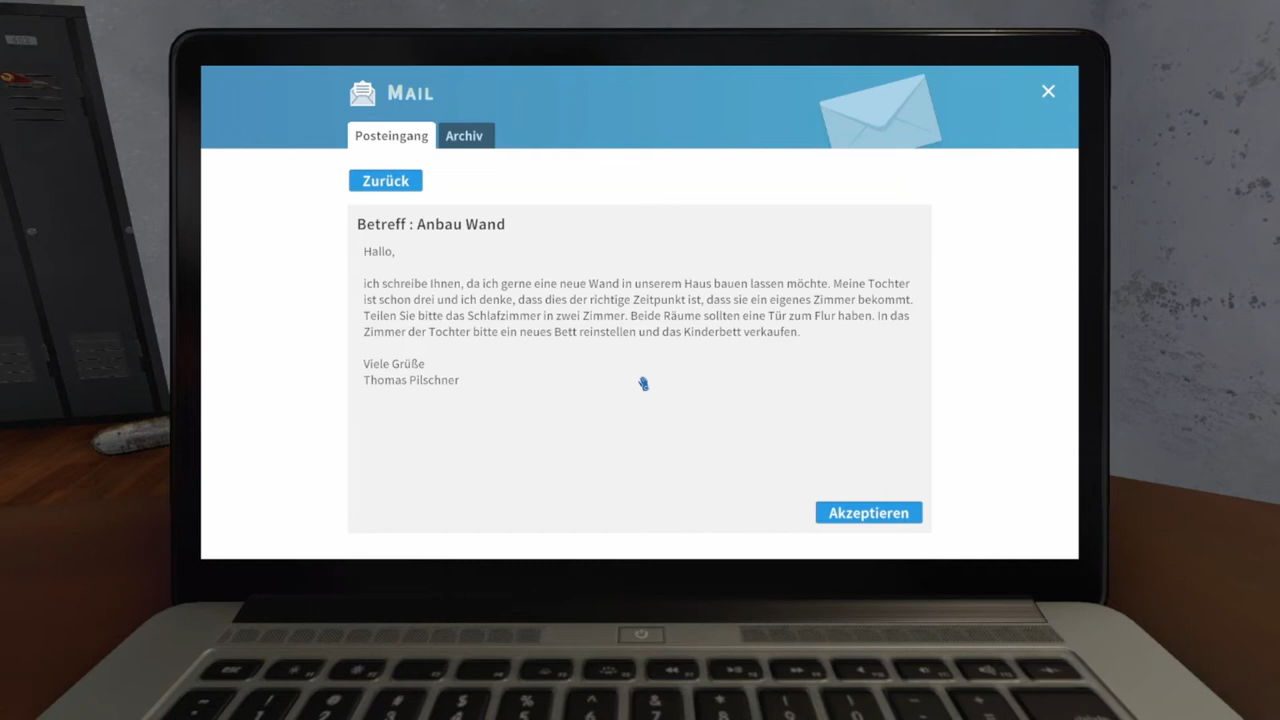 MAIL
Posteingang
Archiv
Zurück
Betreff : Anbau Wand
Hallo,
ich schreibe Ihnen, da ich gerne eine neue Wand in unserem Haus bauen lassen möchte. Meine Tochter
ist schon drei und ich denke, dass dies der richtige Zeitpunkt ist, dass sie ein eigenes Zimmer bekommt.
Teilen Sie bitte das Schlafzimmer in zwei Zimmer. Beide Räume sollten eine Tür zum Flur haben. In das
Zimmer der Tochter bitte ein neues Bett reinstellen und das Kinderbett verkaufen.
Viele Grüße
Thomas Pilschner
Akzeptieren